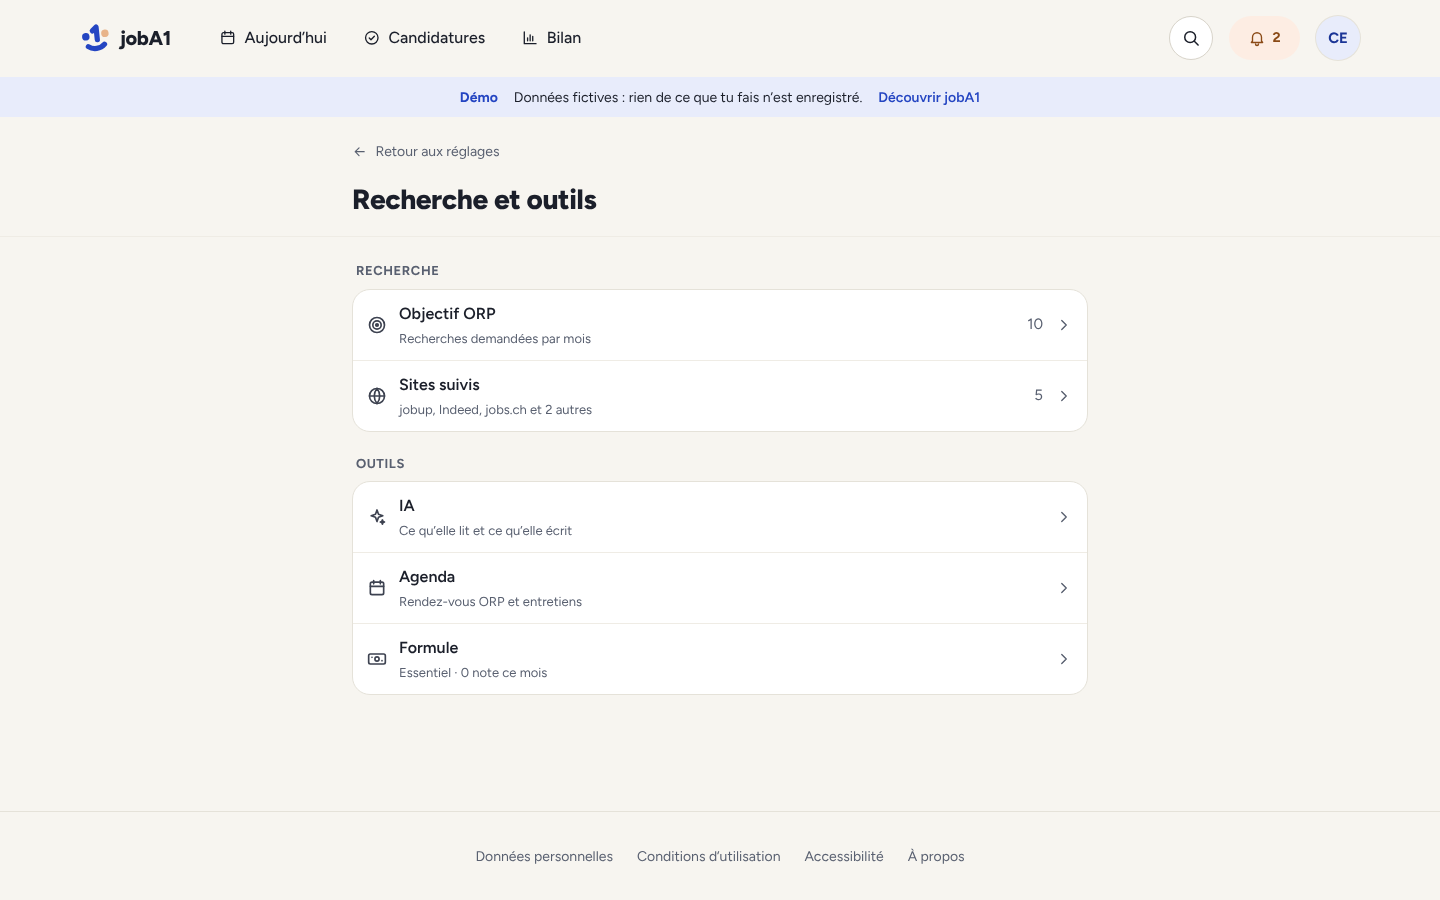 jobA1
Aujourd’hui
Candidatures
Bilan
2
CE
Démo Données fictives : rien de ce que tu fais n’est enregistré. Découvrir jobA1
Retour aux réglages
Recherche et outils
RECHERCHE
Objectif ORP
Recherches demandées par mois
10
Sites suivis
jobup, Indeed, jobs.ch et 2 autres
5
OUTILS
IA
Ce qu’elle lit et ce qu’elle écrit
Agenda
Rendez-vous ORP et entretiens
Formule
Essentiel · 0 note ce mois
Données personnelles
Conditions d’utilisation
Accessibilité
À propos